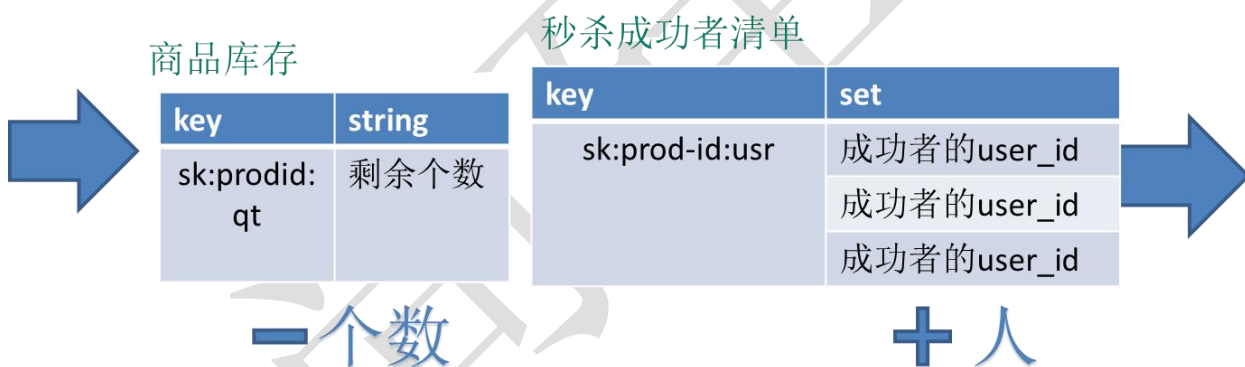 商品库存
key string
sk:prodid:
qt
剩余个数
一个数
秒杀成功者清单
key set
sk:prod-id:usr
成功者的user_id
成功者的user_id
成功者的user_id
人